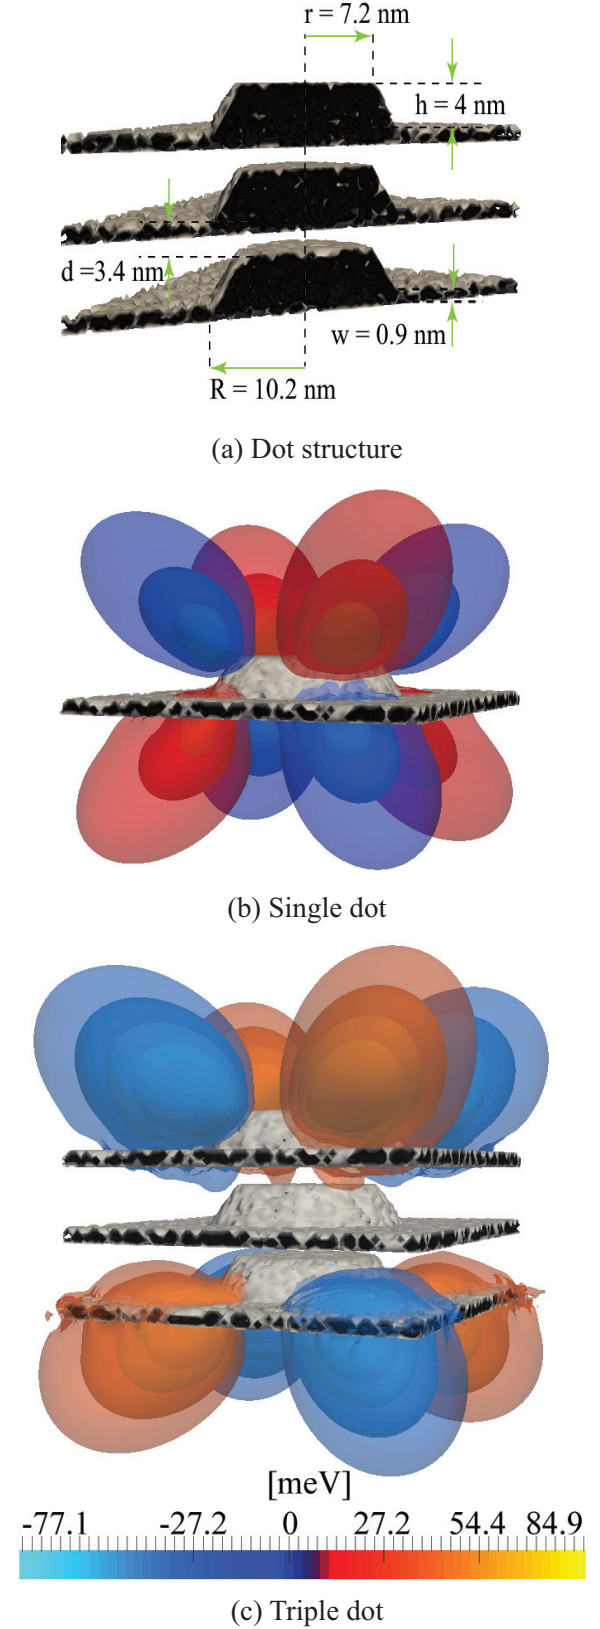 r = 7.2 nm
h = 4 nm
d =3.4 nm
w = 0.9 nm
R = 10.2 nm
(a) Dot structure
(b) Single dot
[meV]
-77.1 -27.2 0 27.2 54.4 84.9
(c) Triple dot